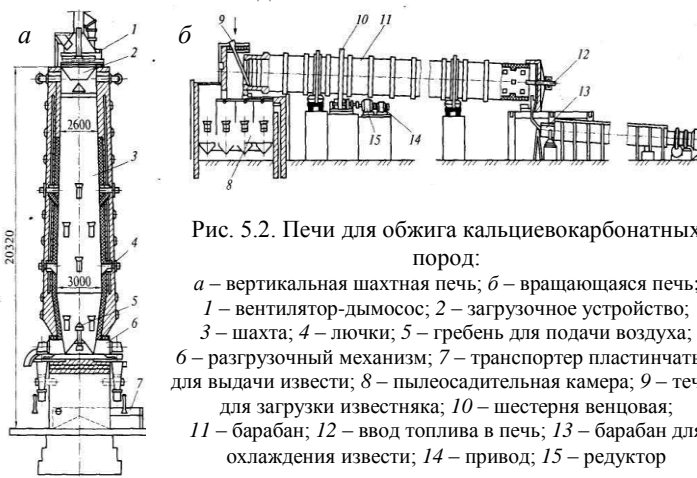 а
б
1
2
2600
3
20320
4
3000
5
6
7
9
10
11
12
13
15
14
8
Рис. 5.2. Печи для обжига кальциевокарбонатных
пород:
а – вертикальная шахтная печь; б – вращающаяся печь;
1 – вентилятор-дымосос; 2 – загрузочное устройство;
3 – шахта; 4 – лючки; 5 – гребень для подачи воздуха;
6 – разгрузочный механизм; 7 – транспортер пластинчаты
для выдачи извести; 8 – пылеосадительная камера; 9 – теч
для загрузки известняка; 10 – шестерня венцовая;
11 – барабан; 12 – ввод топлива в печь; 13 – барабан для
охлаждения извести; 14 – привод; 15 – редуктор